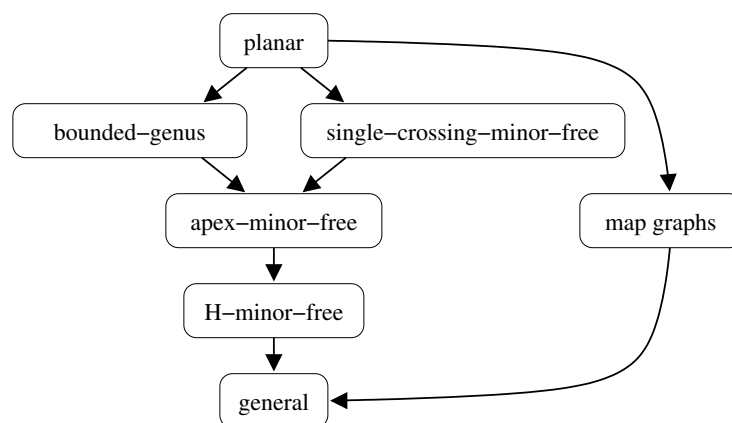 planar
bounded−genus
single−crossing−minor−free
apex−minor−free
map graphs
H−minor−free
general